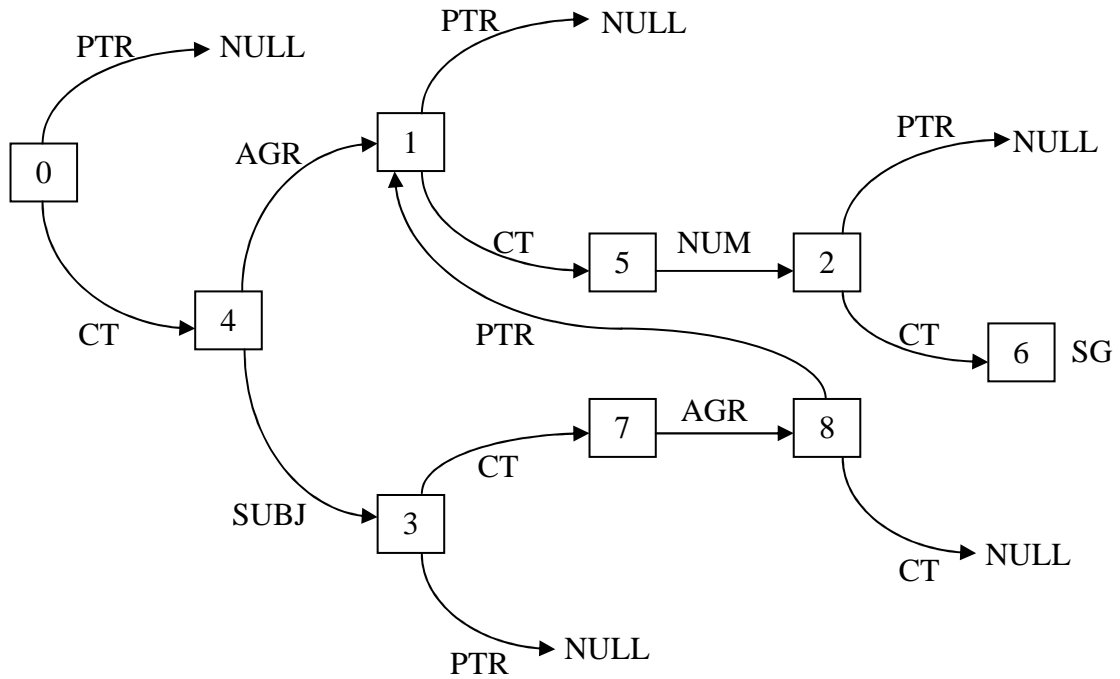 PTR NULL
PTR NULL
PTR NULL
AGR 1
0
CT NUM
5 2
CT 4 PTR CT
6 SG
AGR
7 8
CT
SUBJ 3
CT NULL
PTR NULL